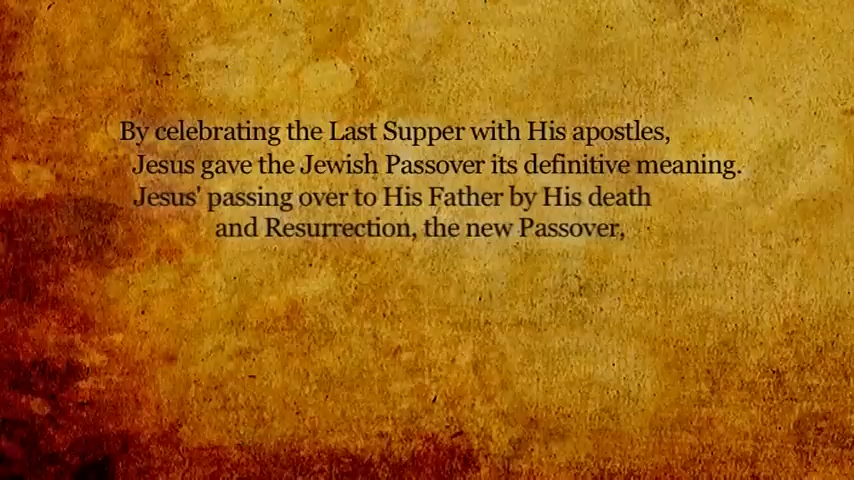 By celebrating the Last Supper with His apostles,
Jesus gave the Jewish Passover its definitive meaning.
Jesus' passing over to His Father by His death
and Resurrection, the new Passover,